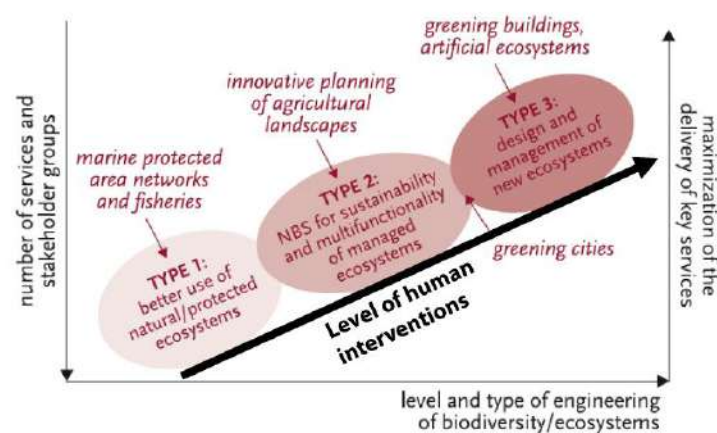 greening buildings,
artificial ecosystems
innovative planning
of agricultural
landscapes
marine protected
area networks
and fisheries
number of services and
stakeholder groups
TYPE 1:
better use of
natural/protected
ecosystems
TYPE 2:
NBS for sustainability
and multifunctionality
of managed
ecosystems
TYPE 3:
design and
management of
new ecosystems
greening cities
Level of human
interventions
maximization of the
delivery of key services
level and type of engineering
of biodiversity/ecosystems